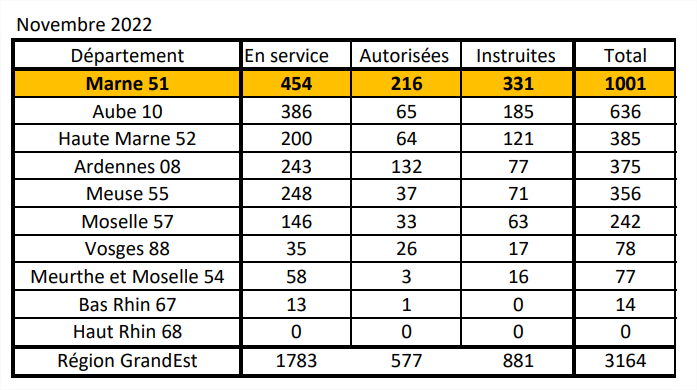 Novembre 2022
Département En service Autorisées Instruites Total
Marne 51 454 216 331 1001
Aube 10 386 65 185 636
Haute Marne 52 200 64 121 385
Ardennes 08 243 132 77 375
Meuse 55 248 37 71 356
Moselle 57 146 33 63 242
Vosges 88 35 26 17 78
Meurthe et Moselle 54 58 3 16 77
Bas Rhin 67 13 1 0 14
Haut Rhin 68 0 0 0 0
Région GrandEst 1783 577 881 3164